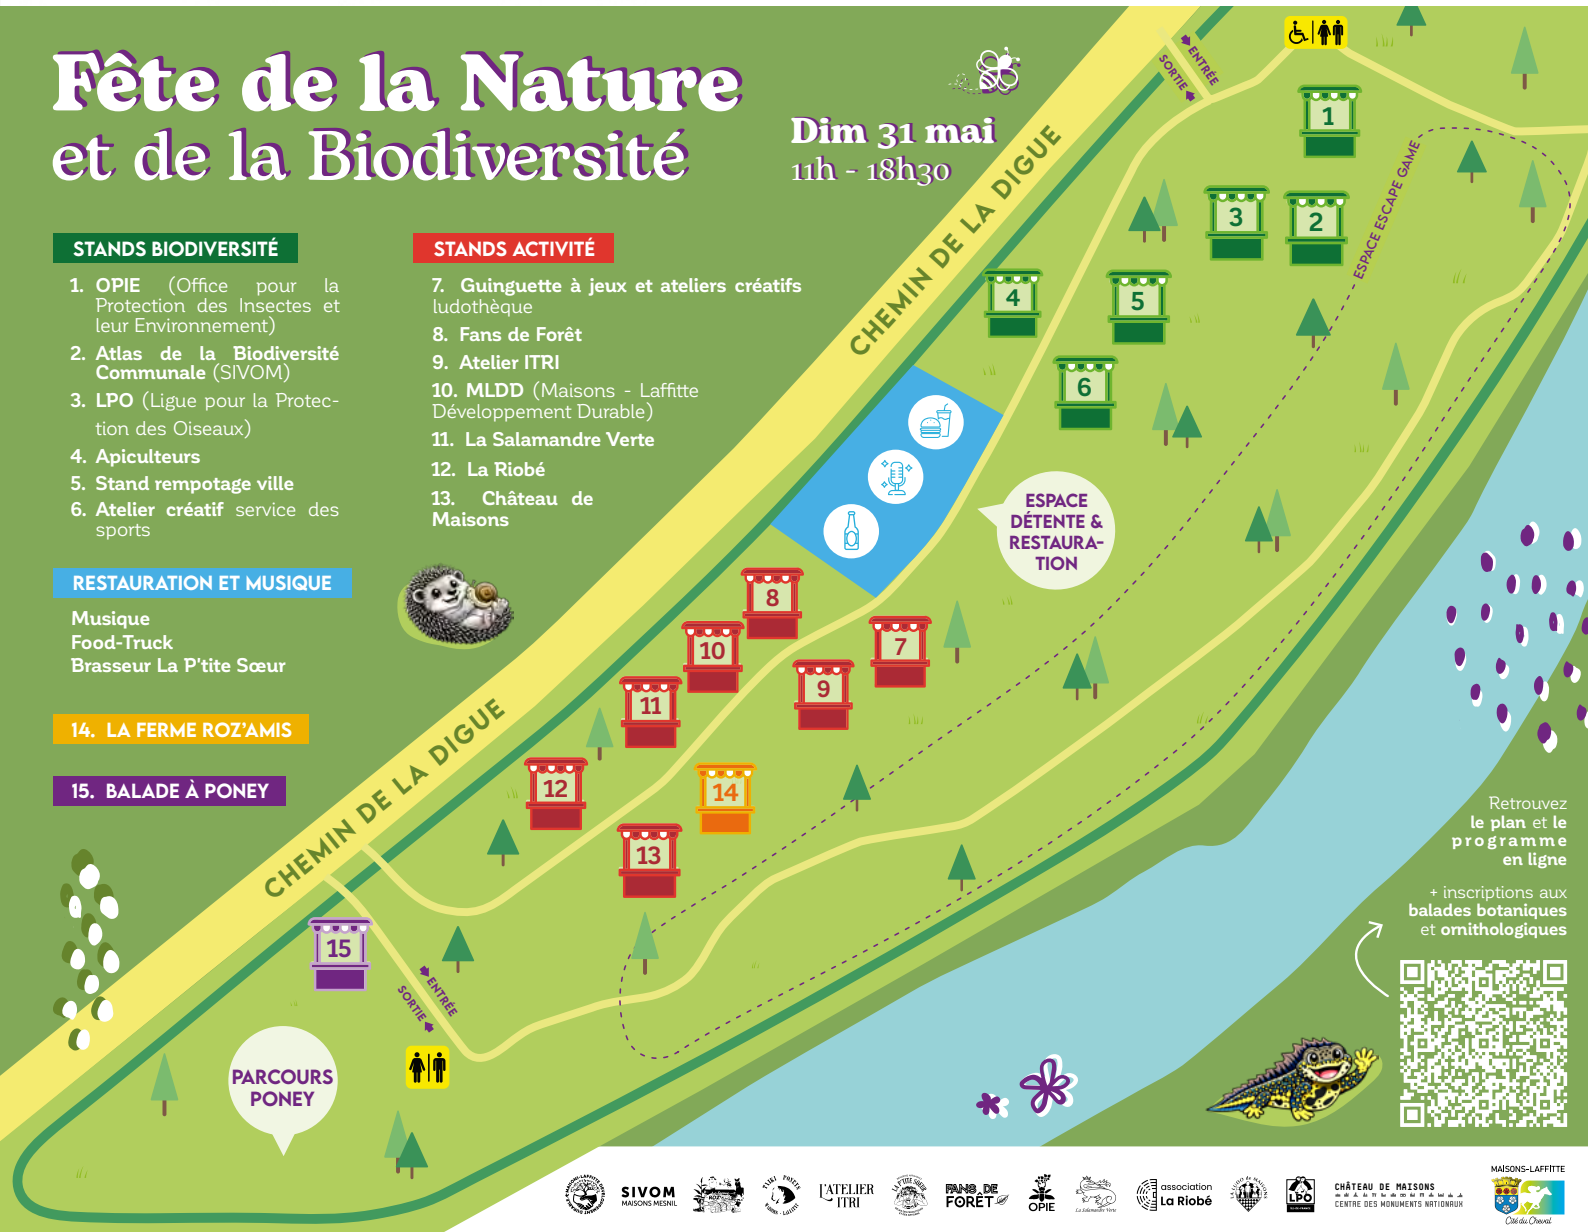 Fête de la Nature
et de la Biodiversité
Dim 31 mai
11h - 18h30
STANDS BIODIVERSITÉ
1. OPIE (Office pour la
Protection des Insectes et
leur Environnement)
2. Atlas de la Biodiversité
Communale (SIVOM)
3. LPO (Ligue pour la Protec-
tion des Oiseaux)
4. Apiculteurs
5. Stand rempotage ville
6. Atelier créatif service des
sports
STANDS ACTIVITÉ
7. Guinguette à jeux et ateliers créatifs
ludothèque
8. Fans de Forêt
9. Atelier ITRI
10. MLDD (Maisons - Laffitte
Développement Durable)
11. La Salamandre Verte
12. La Riobé
13. Château de
Maisons
RESTAURATION ET MUSIQUE
Musique
Food-Truck
Brasseur La P'tite Sœur
14. LA FERME ROZ'AMIS
15. BALADE À PONEY
CHEMIN DE LA DIGUE
CHEMIN DE LA DIGUE
ENTRÉE
SORTIE
ESPACE ESCAPE GAME
1
3
2
4
5
6
ESPACE
DÉTENTE &
RESTAURA-
TION
8
10
7
9
11
12
14
13
15
ENTRÉE
SORTIE
PARCOURS
PONEY
Retrouvez
le plan et le
programme
en ligne
+ inscriptions aux
balades botaniques
et ornithologiques
SIVOM
MAISONS MESNIL
L'ATELIER
ITRI
FANS DE
FORÊT
OPIE
La Salamandre Verte
association
La Riobé
LPO
CHÂTEAU DE MAISONS
CENTRE DES MONUMENTS NATIONAUX
MAISONS-LAFFITTE
Cité du Cheval